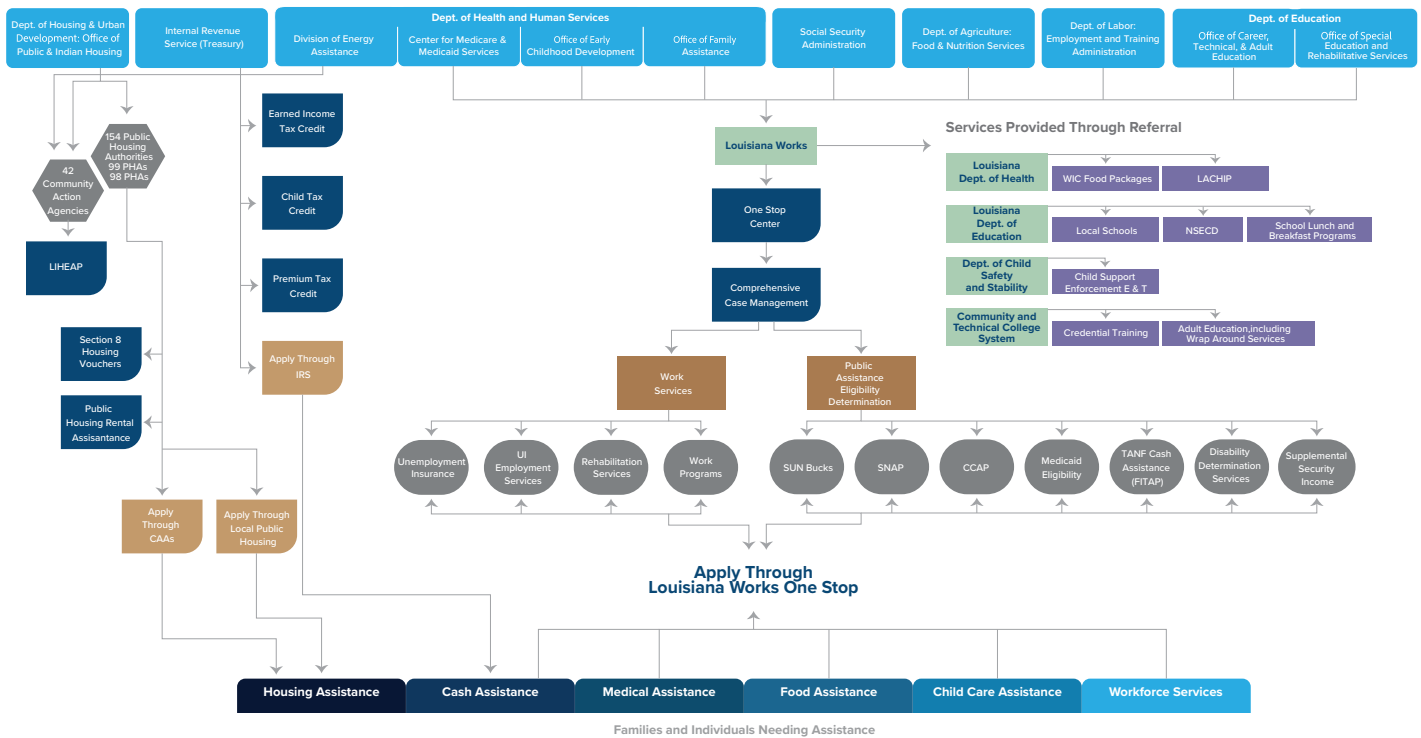 Dept. of Housing & Urban
Development: Office of
Public & Indian Housing
Internal Revenue
Service (Treasury)
Dept. of Health and Human Services
Division of Energy
Assistance
Center for Medicare &
Medicaid Services
Office of Early
Childhood Development
Office of Family
Assistance
Social Security
Administration
Dept. of Agriculture:
Food & Nutrition Services
Dept. of Labor:
Employment and Training
Administration
Dept. of Education
Office of Career,
Technical, & Adult
Education
Office of Special
Education and
Rehabilitative Services
154 Public
Housing
Authorities
99 PHAs
98 PHAs
42
Community
Action
Agencies
LIHEAP
Section 8
Housing
Vouchers
Public
Housing Rental
Assisantance
Apply
Through
CAAs
Apply Through
Local Public
Housing
Earned Income
Tax Credit
Child Tax
Credit
Premium Tax
Credit
Apply Through
IRS
Louisiana Works
One Stop
Center
Comprehensive
Case Management
Work
Services
Public
Assistance
Eligibility
Determination
Services Provided Through Referral
Louisiana
Dept. of Health
WIC Food Packages
LACHIP
Louisiana
Dept. of
Education
Local Schools
NSECD
School Lunch and
Breakfast Programs
Dept. of Child
Safety
and Stability
Child Support
Enforcement E & T
Community and
Technical College
System
Credential Training
Adult Education,including
Wrap Around Services
Unemployment
Insurance
UI
Employment
Services
Rehabilitation
Services
Work
Programs
SUN Bucks
SNAP
CCAP
Medicaid
Eligibility
TANF Cash
Assistance
(FITAP)
Disability
Determination
Services
Supplemental
Security
Income
Apply Through
Louisiana Works One Stop
Housing Assistance
Cash Assistance
Medical Assistance
Food Assistance
Child Care Assistance
Workforce Services
Families and Individuals Needing Assistance